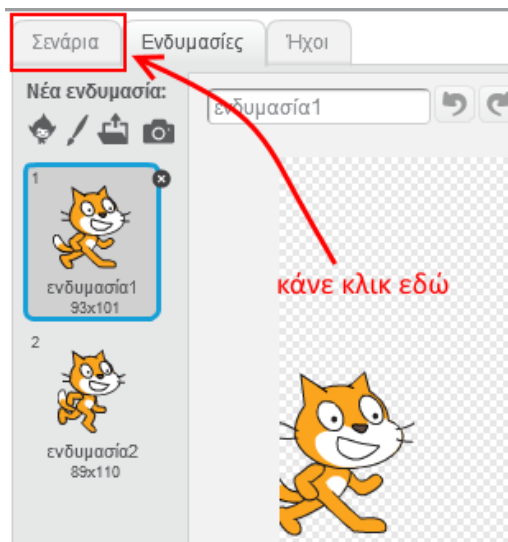 Σενάρια Ενδυμασίες Ήχοι
Νέα ενδυμασία:
ενδυμασία1
1
ενδυμασία1
93x101
κάνε κλικ εδώ
2
ενδυμασία2
89x110